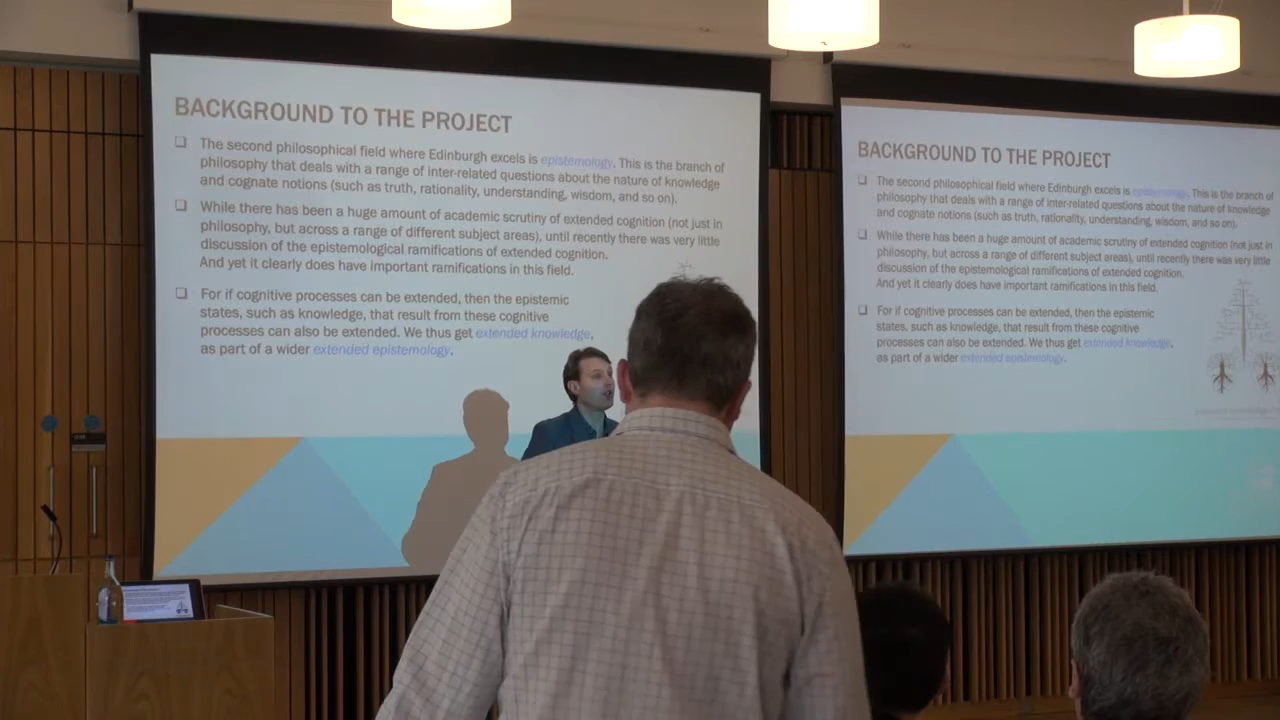 BACKGROUND TO THE PROJECT
❑ The second philosophical field where Edinburgh excels is epistemology. This is the branch of
philosophy that deals with a range of inter-related questions about the nature of knowledge
and cognate notions (such as truth, rationality, understanding, wisdom, and so on).
❑ While there has been a huge amount of academic scrutiny of extended cognition (not just in
philosophy, but across a range of different subject areas), until recently there was very little
discussion of the epistemological ramifications of extended cognition.
And yet it clearly does have important ramifications in this field.
❑ For if cognitive processes can be extended, then the epistemic
states, such as knowledge, that result from these cognitive
processes can also be extended. We thus get extended knowledge,
as part of a wider extended epistemology.
BACKGROUND TO THE PROJECT
❑ The second philosophical field where Edinburgh excels is epistemology. This is the branch of
philosophy that deals with a range of inter-related questions about the nature of knowledge
and cognate notions (such as truth, rationality, understanding, wisdom, and so on).
❑ While there has been a huge amount of academic scrutiny of extended cognition (not just in
philosophy, but across a range of different subject areas), until recently there was very little
discussion of the epistemological ramifications of extended cognition.
And yet it clearly does have important ramifications in this field.
❑ For if cognitive processes can be extended, then the epistemic
states, such as knowledge, that result from these cognitive
processes can also be extended. We thus get extended knowledge,
as part of a wider extended epistemology.